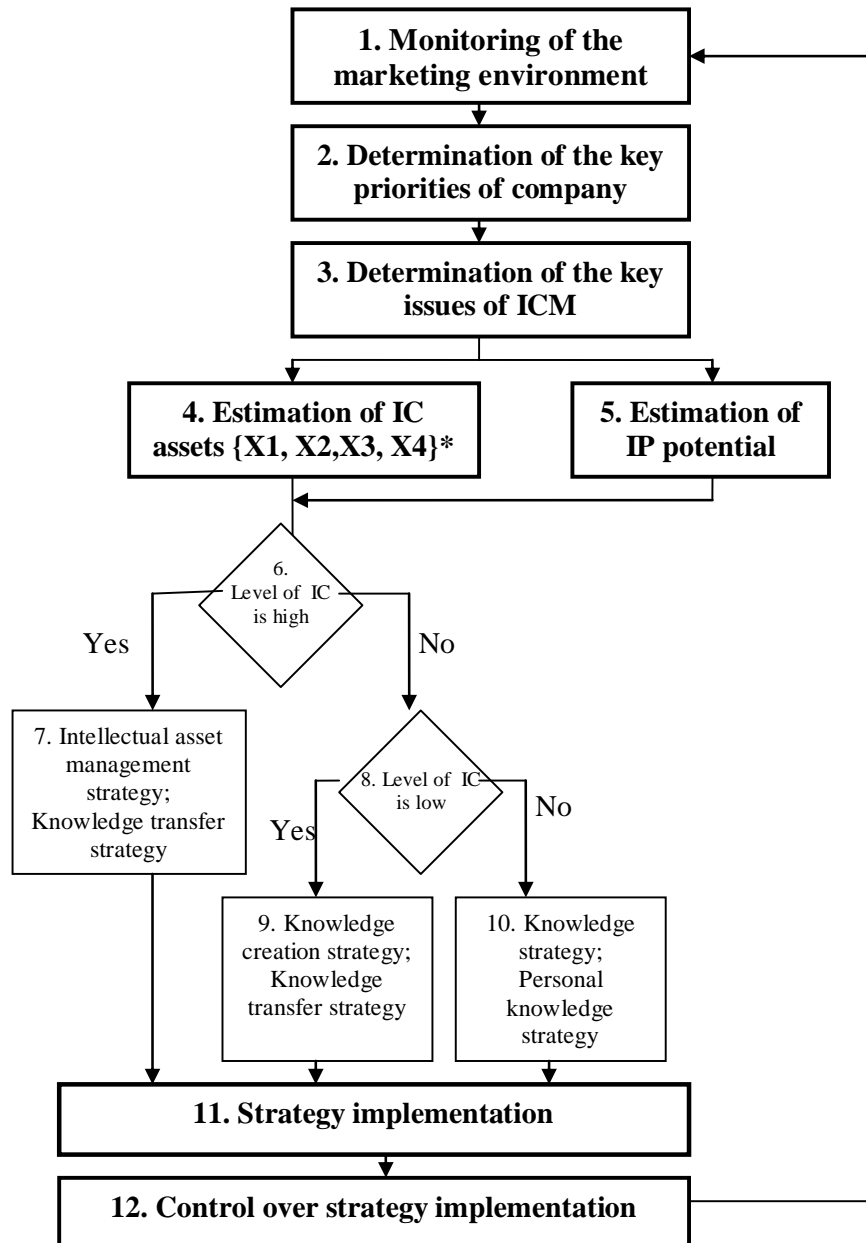 1. Monitoring of the
marketing environment
2. Determination of the key
priorities of company
3. Determination of the key
issues of ICM
4. Estimation of IC
assets {X1, X2,X3, X4}*
5. Estimation of
IP potential
6.
Level of IC
is high
Yes
No
7. Intellectual asset
management
strategy;
Knowledge transfer
strategy
8. Level of IC
is low
Yes
No
9. Knowledge
creation strategy;
Knowledge
transfer strategy
10. Knowledge
strategy;
Personal
knowledge
strategy
11. Strategy implementation
12. Control over strategy implementation